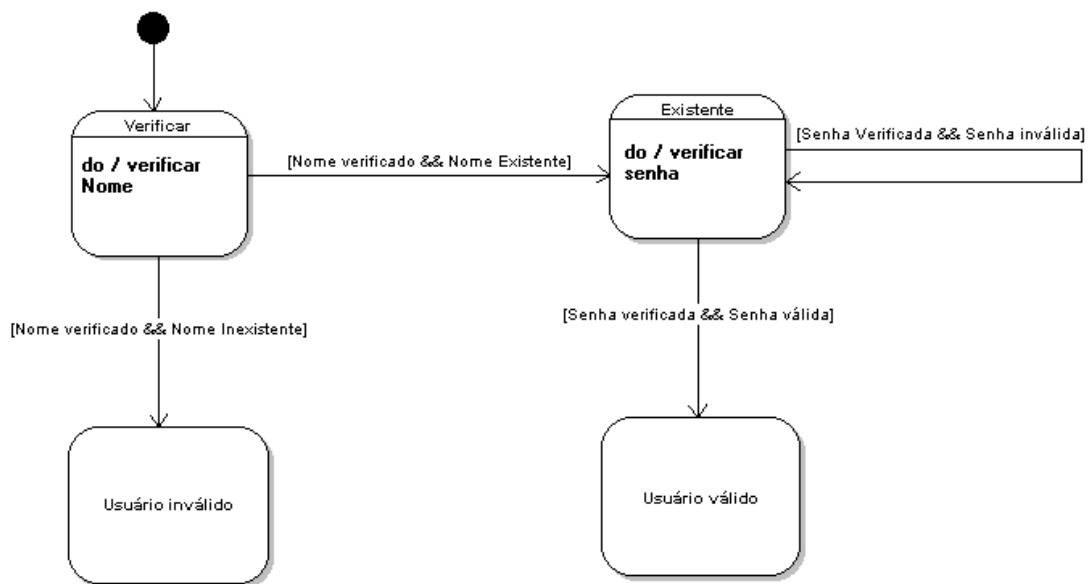 Verificar
do / verificar
Nome
[Nome verificado && Nome Existente]
Existente
do / verificar
senha
[Senha Verificada && Senha inválida]
[Nome verificado && Nome Inexistente]
[Senha verificada && Senha válida]
Usuário inválido
Usuário válido